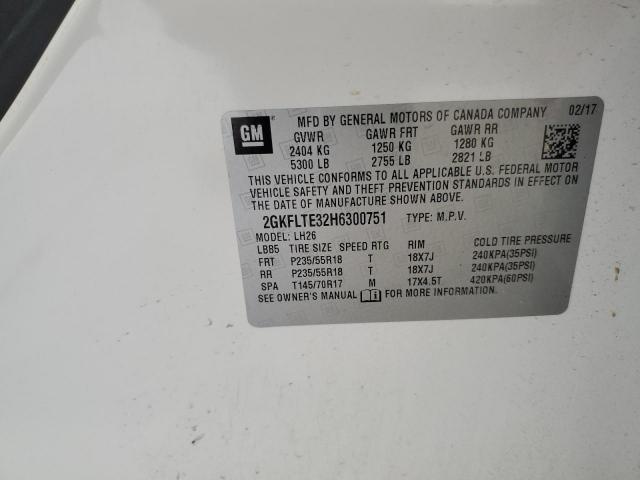 GM
MFD BY GENERAL MOTORS OF CANADA COMPANY 02/17
GVWR GAWR FRT GAWR RR
2404 KG 1250 KG 1280 KG
5300 LB 2755 LB 2821 LB
THIS VEHICLE CONFORMS TO ALL APPLICABLE U.S. FEDERAL MOTOR
VEHICLE SAFETY AND THEFT PREVENTION STANDARDS IN EFFECT ON
THE DATE OF MANUFACTURE SHOWN ABOVE.
2GKFLTE32H6300751 TYPE: M.P.V.
MODEL: LH26
LBB5 TIRE SIZE SPEED RTG RIM COLD TIRE PRESSURE
FRT P235/55R18 T 18X7J 240KPA(35PSI)
RR P235/55R18 T 18X7J 240KPA(35PSI)
SPA T145/70R17 M 17X4.5T 420KPA(60PSI)
SEE OWNER'S MANUAL FOR MORE INFORMATION.